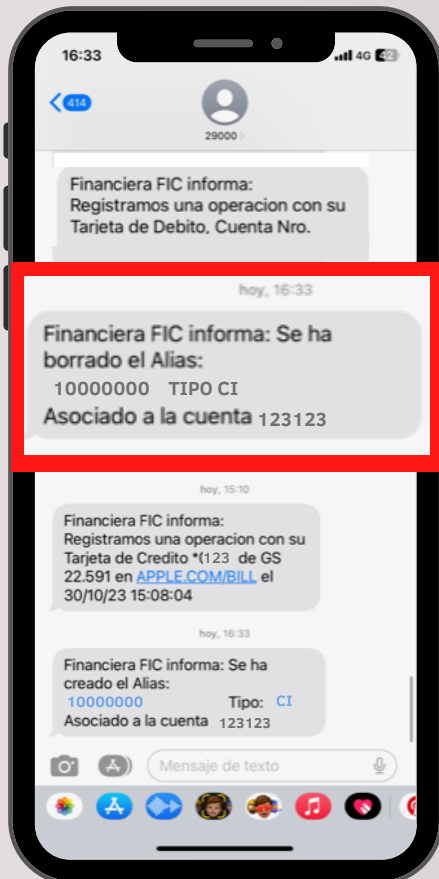 16:33
4G 42
414
29000
Financiera FIC informa:
Registramos una operacion con su
Tarjeta de Debito, Cuenta Nro.
hoy, 16:33
Financiera FIC informa: Se ha
borrado el Alias:
10000000 TIPO CI
Asociado a la cuenta 123123
hoy, 15:10
Financiera FIC informa:
Registramos una operacion con su
Tarjeta de Credito *(123 de GS
22.591 en APPLE.COM/BILL el
30/10/23 15:08:04
hoy, 16:33
Financiera FIC informa: Se ha
creado el Alias:
10000000 Tipo: CI
Asociado a la cuenta 123123
Mensaje de texto